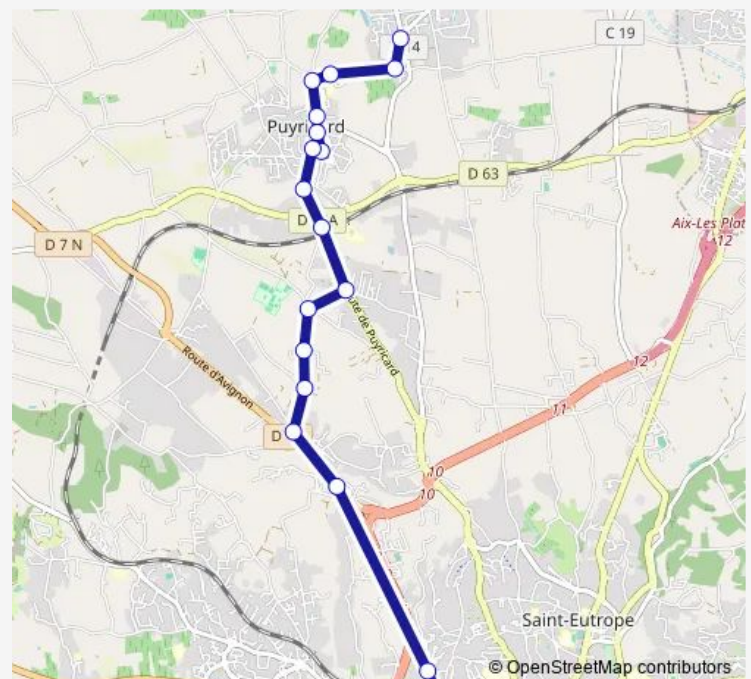 C 19
4
Puyricard
D 63
D A
D 7 N
Aix-Les Plat
12
Route de Puyricard
12
Route d'Avignon
11
D
10
10
Saint-Eutrope
© OpenStreetMap contributors